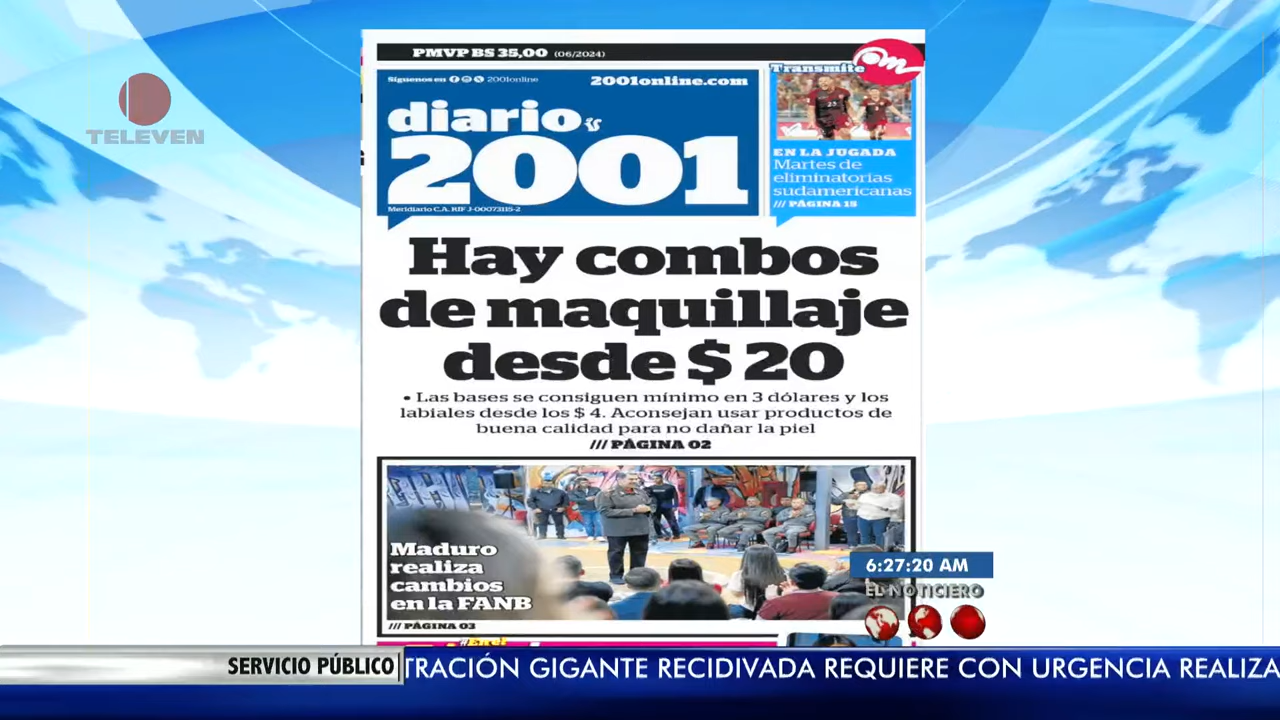 PMVP BS 35,00 (06/2024)
TELEVEN
Síguenos en 2001online
2001online.com
diario
2001
Meridiario C.A. RIF J-00073115-2
Transmite
m
EN LA JUGADA
Martes de
eliminatorias
sudamericanas
/// PÁGINA 15
Hay combos
de maquillaje
desde $ 20
• Las bases se consiguen mínimo en 3 dólares y los
labiales desde los $ 4. Aconsejan usar productos de
buena calidad para no dañar la piel
/// PÁGINA 02
Maduro
realiza
cambios
en la FANB
/// PÁGINA 03
6:27:20 AM
EL NOTICIERO
SERVICIO PÚBLICO
TRACIÓN GIGANTE RECIDIVADA REQUIERE CON URGENCIA REALIZA